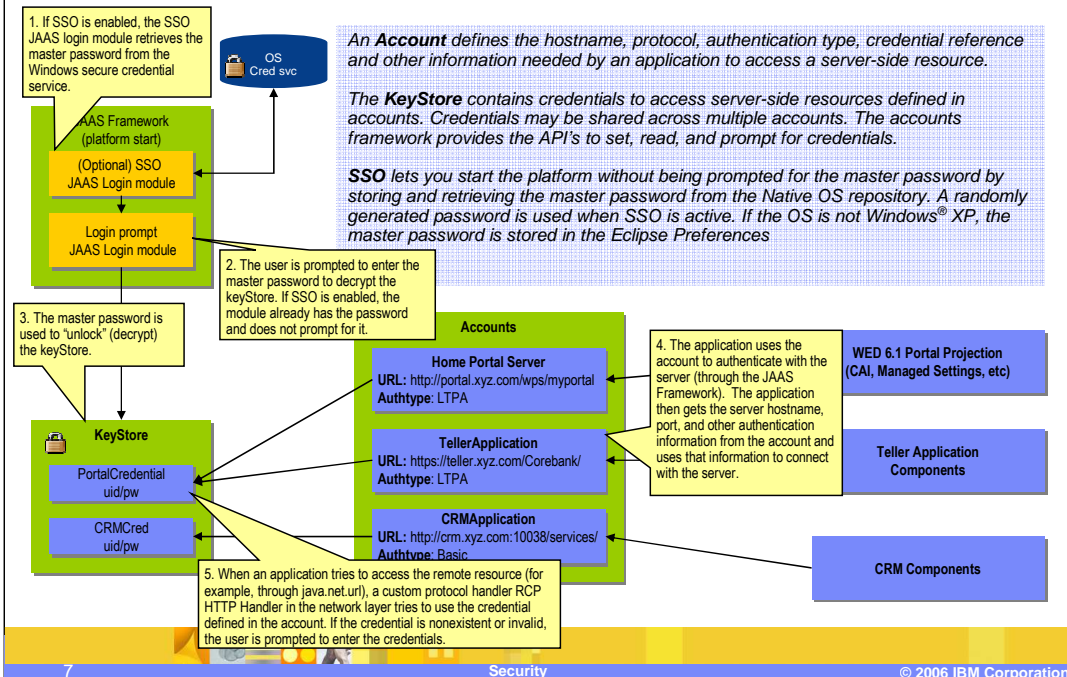 1. If SSO is enabled, the SSO
JAAS login module retrieves the
master password from the
Windows secure credential
service.
OS
Cred svc
An Account defines the hostname, protocol, authentication type, credential reference
and other information needed by an application to access a server-side resource.
The KeyStore contains credentials to access server-side resources defined in
accounts. Credentials may be shared across multiple accounts. The accounts
framework provides the API's to set, read, and prompt for credentials.
SSO lets you start the platform without being prompted for the master password by
storing and retrieving the master password from the Native OS repository. A randomly
generated password is used when SSO is active. If the OS is not Windows® XP, the
master password is stored in the Eclipse Preferences
AAS Framework
(platform start)
(Optional) SSO
JAAS Login module
Login prompt
JAAS Login module
2. The user is prompted to enter the
master password to decrypt the
keyStore. If SSO is enabled, the
module already has the password
and does not prompt for it.
3. The master password is
used to "unlock" (decrypt)
the keyStore.
Accounts
Home Portal Server
URL: http://portal.xyz.com/wps/myportal
Authtype: LTPA
TellerApplication
URL: https://teller.xyz.com/Corebank/
Authtype: LTPA
CRMApplication
URL: http://crm.xyz.com:10038/services/
Authtype: Basic
4. The application uses the
account to authenticate with the
server (through the JAAS
Framework). The application
then gets the server hostname,
port, and other authentication
information from the account and
uses that information to connect
with the server.
WED 6.1 Portal Projection
(CAI, Managed Settings, etc)
Teller Application
Components
CRM Components
KeyStore
PortalCredential
uid/pw
CRMCred
uid/pw
5. When an application tries to access the remote resource (for
example, through java.net.url), a custom protocol handler RCP
HTTP Handler in the network layer tries to use the credential
defined in the account. If the credential is nonexistent or invalid,
the user is prompted to enter the credentials.
7
Security
© 2006 IBM Corporation